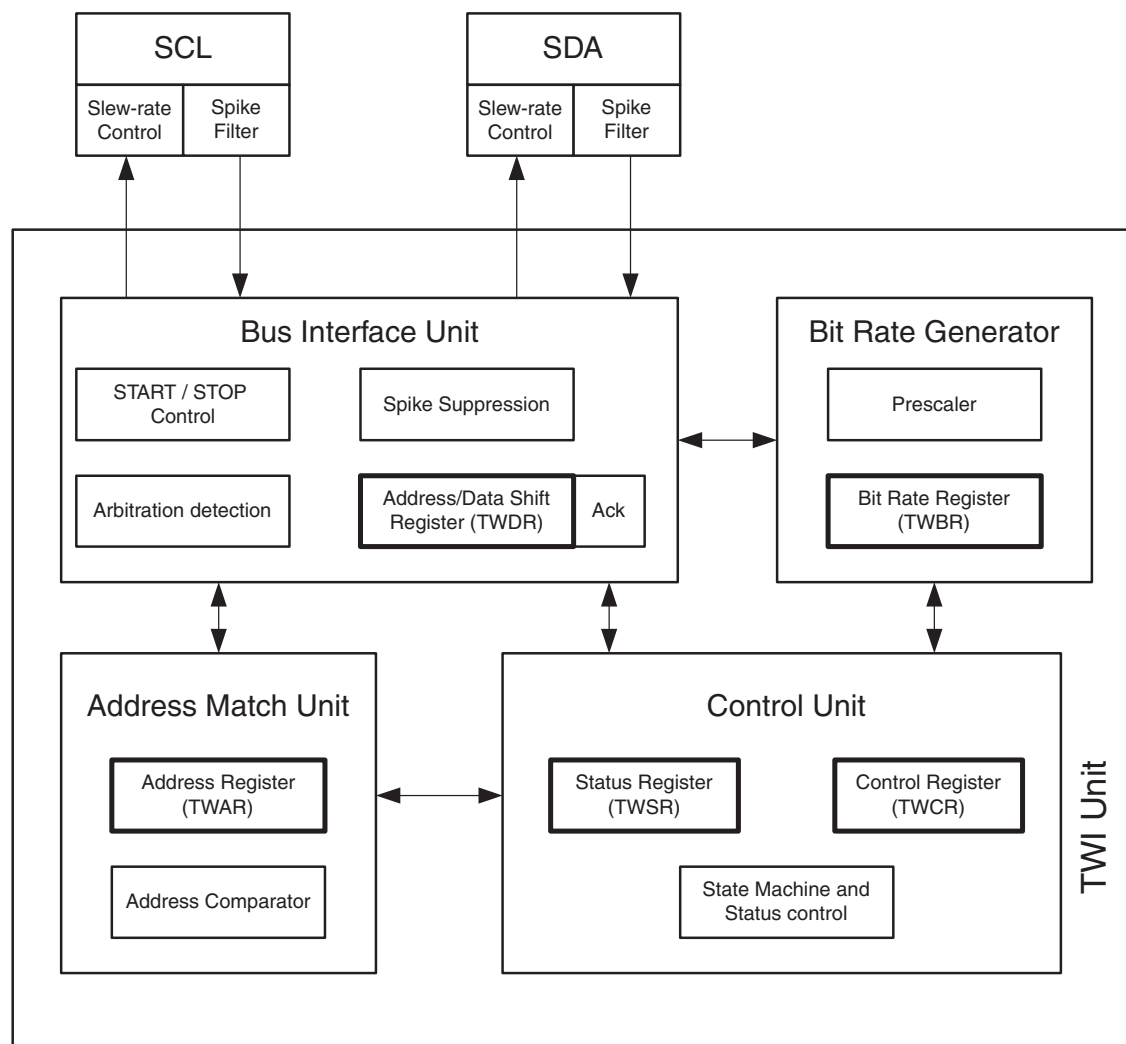 SCL
SDA
Slew-rate
Control
Spike
Filter
Slew-rate
Control
Spike
Filter
Bus Interface Unit
START / STOP
Control
Spike Suppression
Arbitration detection
Address/Data Shift
Register (TWDR)
Ack
Bit Rate Generator
Prescaler
Bit Rate Register
(TWBR)
Address Match Unit
Address Register
(TWAR)
Address Comparator
Control Unit
Status Register
(TWSR)
Control Register
(TWCR)
State Machine and
Status control
TWI Unit